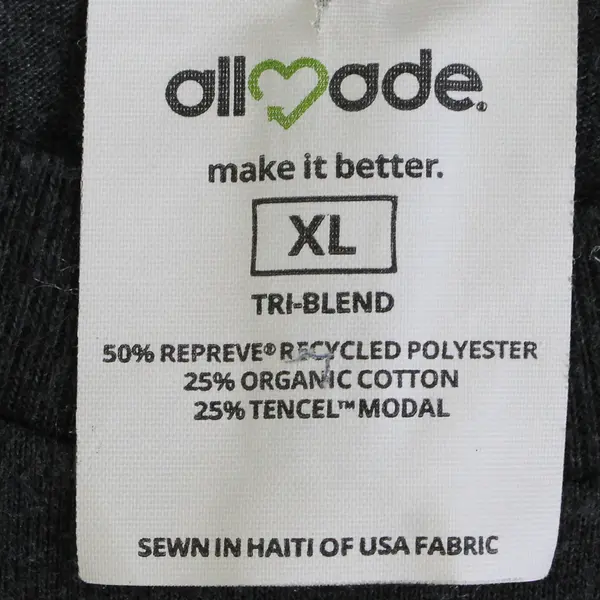 allmade®
make it better.
XL
TRI-BLEND
50% REPREVE® RECYCLED POLYESTER
25% ORGANIC COTTON
25% TENCEL™ MODAL
SEWN IN HAITI OF USA FABRIC